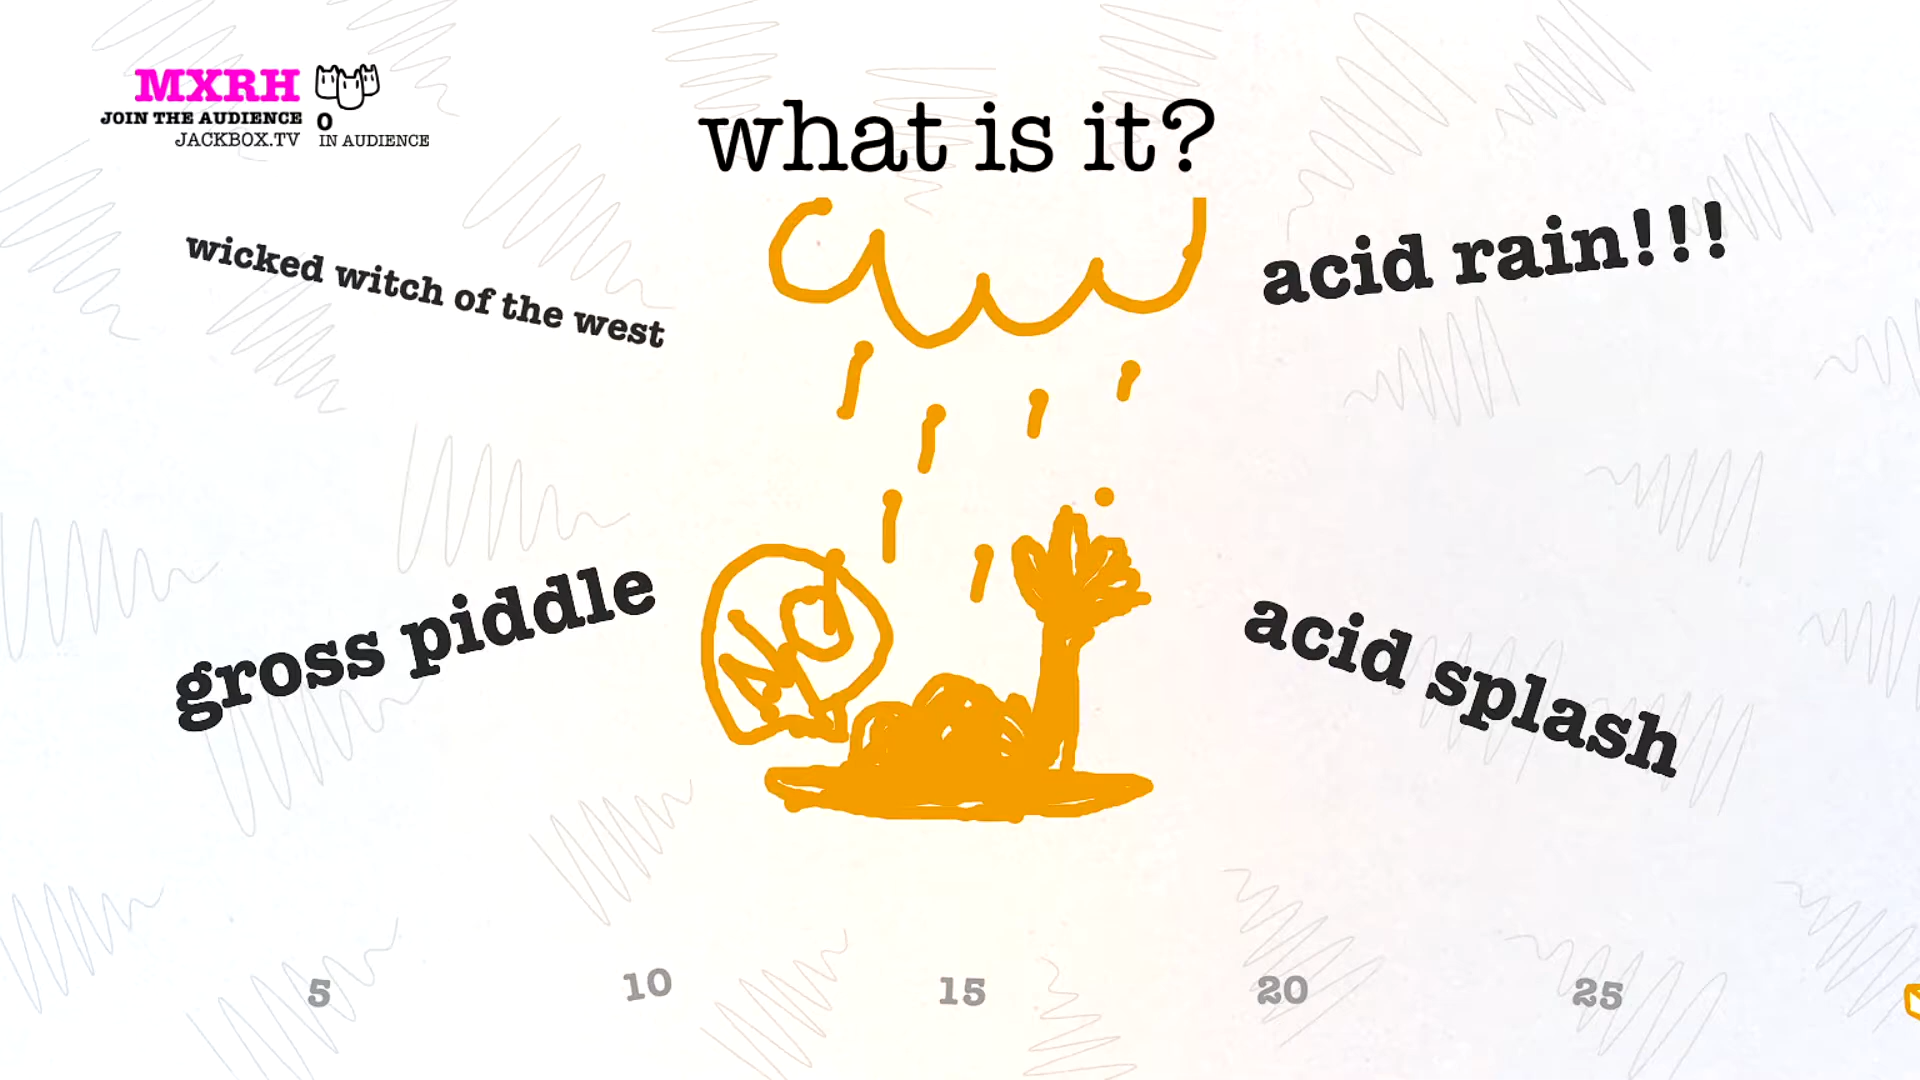 MXRH
JOIN THE AUDIENCE
JACKBOX.TV
0
IN AUDIENCE
what is it?
wicked witch of the west
acid rain!!!
gross piddle
NO!
acid splash
5
10
15
20
25